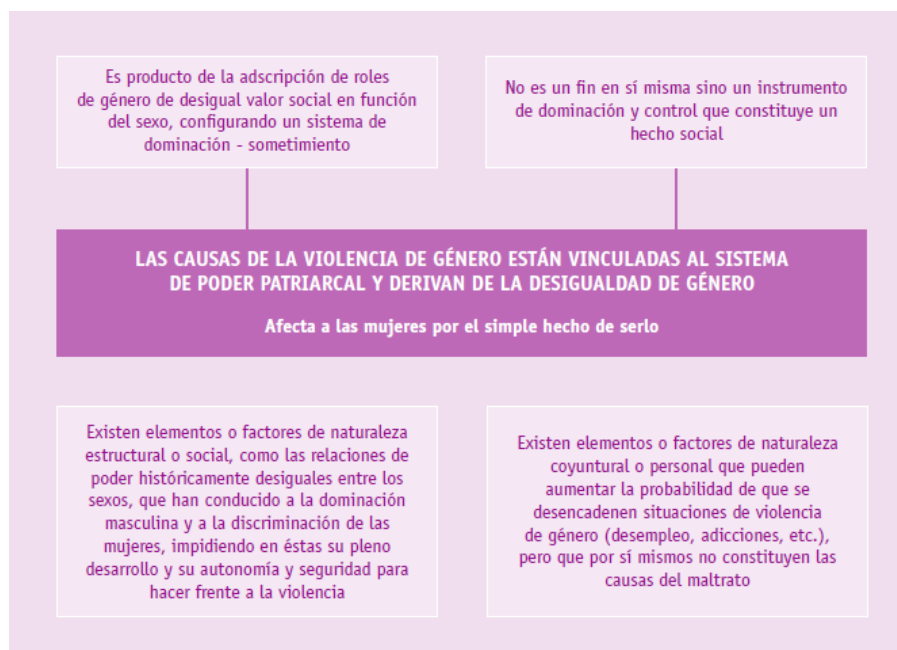 Es producto de la adscripción de roles
de género de desigual valor social en función
del sexo, configurando un sistema de
dominación - sometimiento
No es un fin en sí misma sino un instrumento
de dominación y control que constituye un
hecho social
LAS CAUSAS DE LA VIOLENCIA DE GÉNERO ESTÁN VINCULADAS AL SISTEMA
DE PODER PATRIARCAL Y DERIVAN DE LA DESIGUALDAD DE GÉNERO
Afecta a las mujeres por el simple hecho de serlo
Existen elementos o factores de naturaleza
estructural o social, como las relaciones de
poder históricamente desiguales entre los
sexos, que han conducido a la dominación
masculina y a la discriminación de las
mujeres, impidiendo en éstas su pleno
desarrollo y su autonomía y seguridad para
hacer frente a la violencia
Existen elementos o factores de naturaleza
coyuntural o personal que pueden
aumentar la probabilidad de que se
desencadenen situaciones de violencia
de género (desempleo, adicciones, etc.),
pero que por sí mismos no constituyen las
causas del maltrato